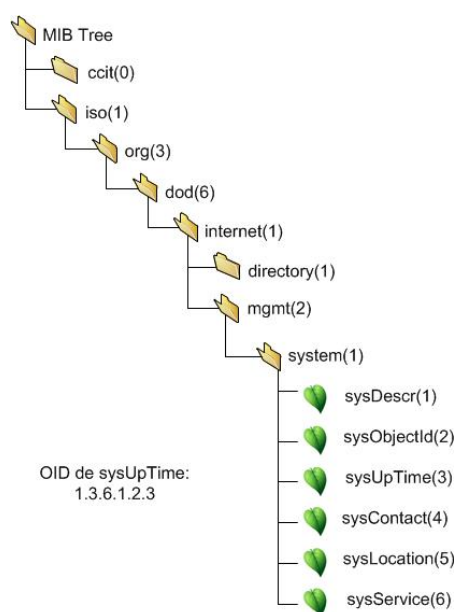 MIB Tree
ccit(0)
iso(1)
org(3)
dod(6)
internet(1)
directory(1)
mgmt(2)
system(1)
sysDescr(1)
sysObjectId(2)
sysUpTime(3)
sysContact(4)
sysLocation(5)
sysService(6)
OID de sysUpTime:
1.3.6.1.2.3